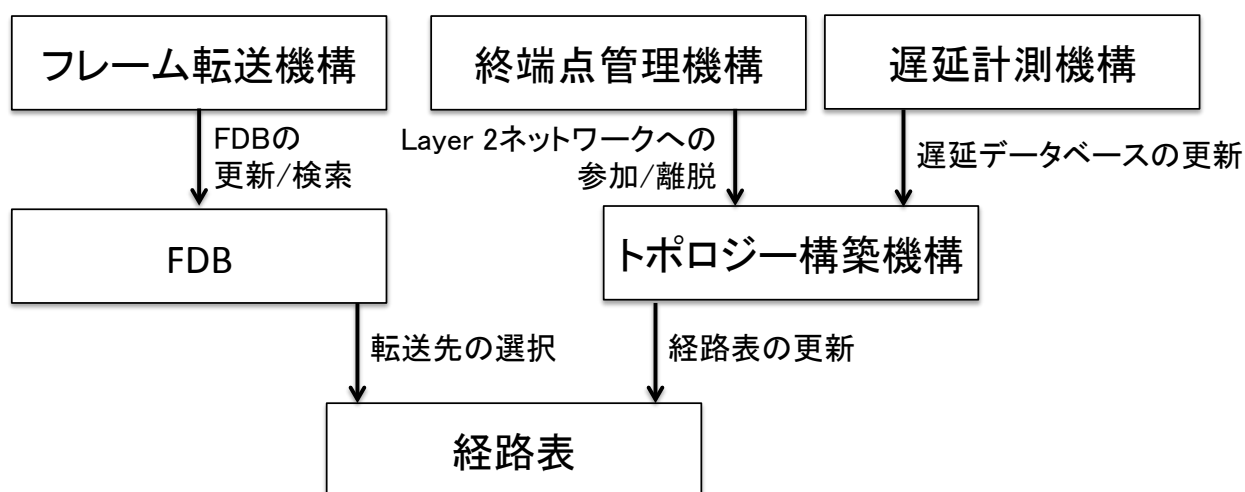 フレーム転送機構
終端点管理機構
遅延計測機構
FDBの
更新/検索
Layer 2ネットワークへの
参加/離脱
遅延データベースの更新
FDB
トポロジー構築機構
転送先の選択
経路表の更新
経路表